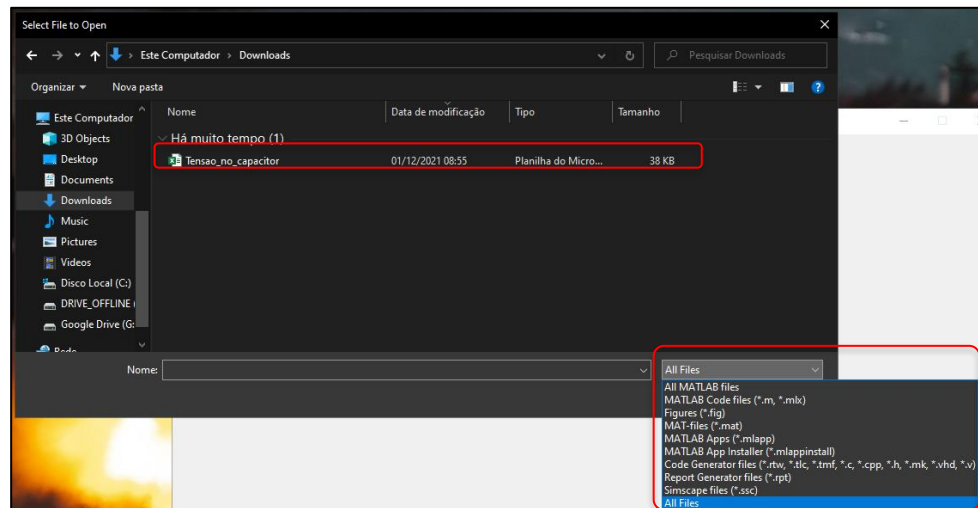 Select File to Open
Este Computador > Downloads
Pesquisar Downloads
Organizar
Nova pasta
Nome
Data de modificação
Tipo
Tamanho
Este Computador
3D Objects
Desktop
Documents
Downloads
Music
Pictures
Videos
Disco Local (C:)
DRIVE_OFFLINE (
Google Drive (G:
Rede
Há muito tempo (1)
Tensao_no_capacitor
01/12/2021 08:55
Planilha do Micro...
38 KB
Nome:
All Files
All MATLAB files
MATLAB Code files (*.m, *.mlx)
Figures (*.fig)
MAT-files (*.mat)
MATLAB Apps (*.mlapp)
MATLAB App Installer (*.mlappinstall)
Code Generator files (*.rtw, *.tlc, *.tmf, *.c, *.cpp, *.h, *.mk, *.vhd, *.v)
Report Generator files (*.rpt)
Simscape files (*.ssc)
All Files